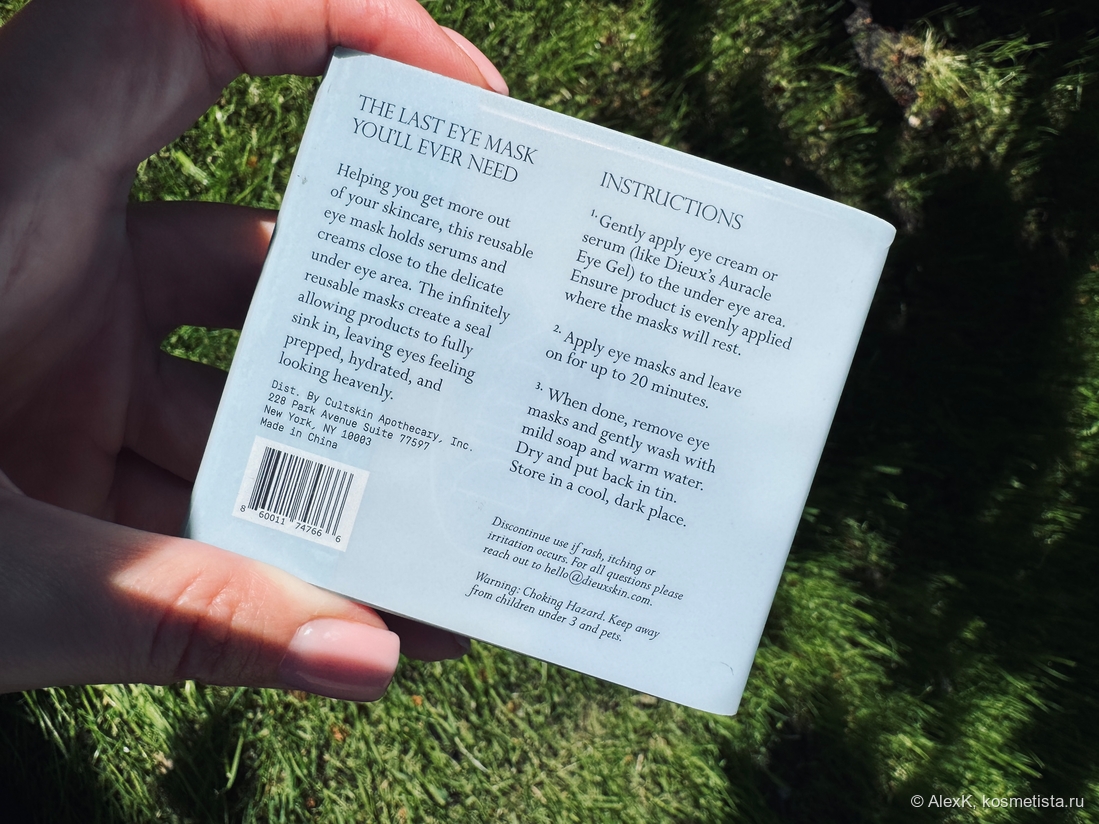 THE LAST EYE MASK
YOU'LL EVER NEED
Helping you get more out
of your skincare, this reusable
eye mask holds serums and
creams close to the delicate
under eye area. The infinitely
reusable masks create a seal
allowing products to fully
sink in, leaving eyes feeling
prepped, hydrated, and
looking heavenly.
Dist. By Cultskin Apothecary, Inc.
228 Park Avenue Suite 77597
New York, NY 10003
Made in China
8 60011 74766 6
INSTRUCTIONS
1. Gently apply eye cream or
serum (like Dieux's Auracle
Eye Gel) to the under eye area.
Ensure product is evenly applied
where the masks will rest.
2. Apply eye masks and leave
on for up to 20 minutes.
3. When done, remove eye
masks and gently wash with
mild soap and warm water.
Dry and put back in tin.
Store in a cool, dark place.
Discontinue use if rash, itching or
irritation occurs. For all questions please
reach out to hello@dieuxskin.com.
Warning: Choking Hazard. Keep away
from children under 3 and pets.
© AlexK, kosmetista.ru